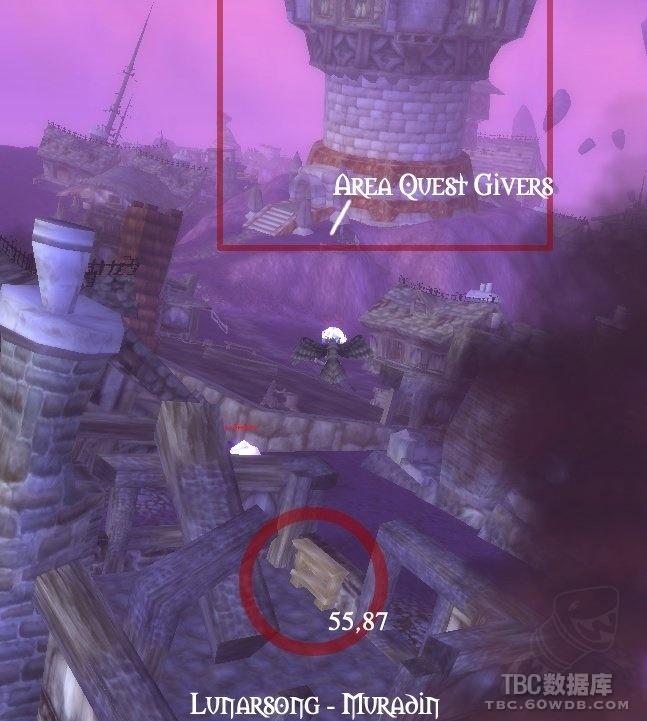 Area Quest Givers
55,87
Lunarsong - Muradin
TBC数据库
TBC.60WDB.COM